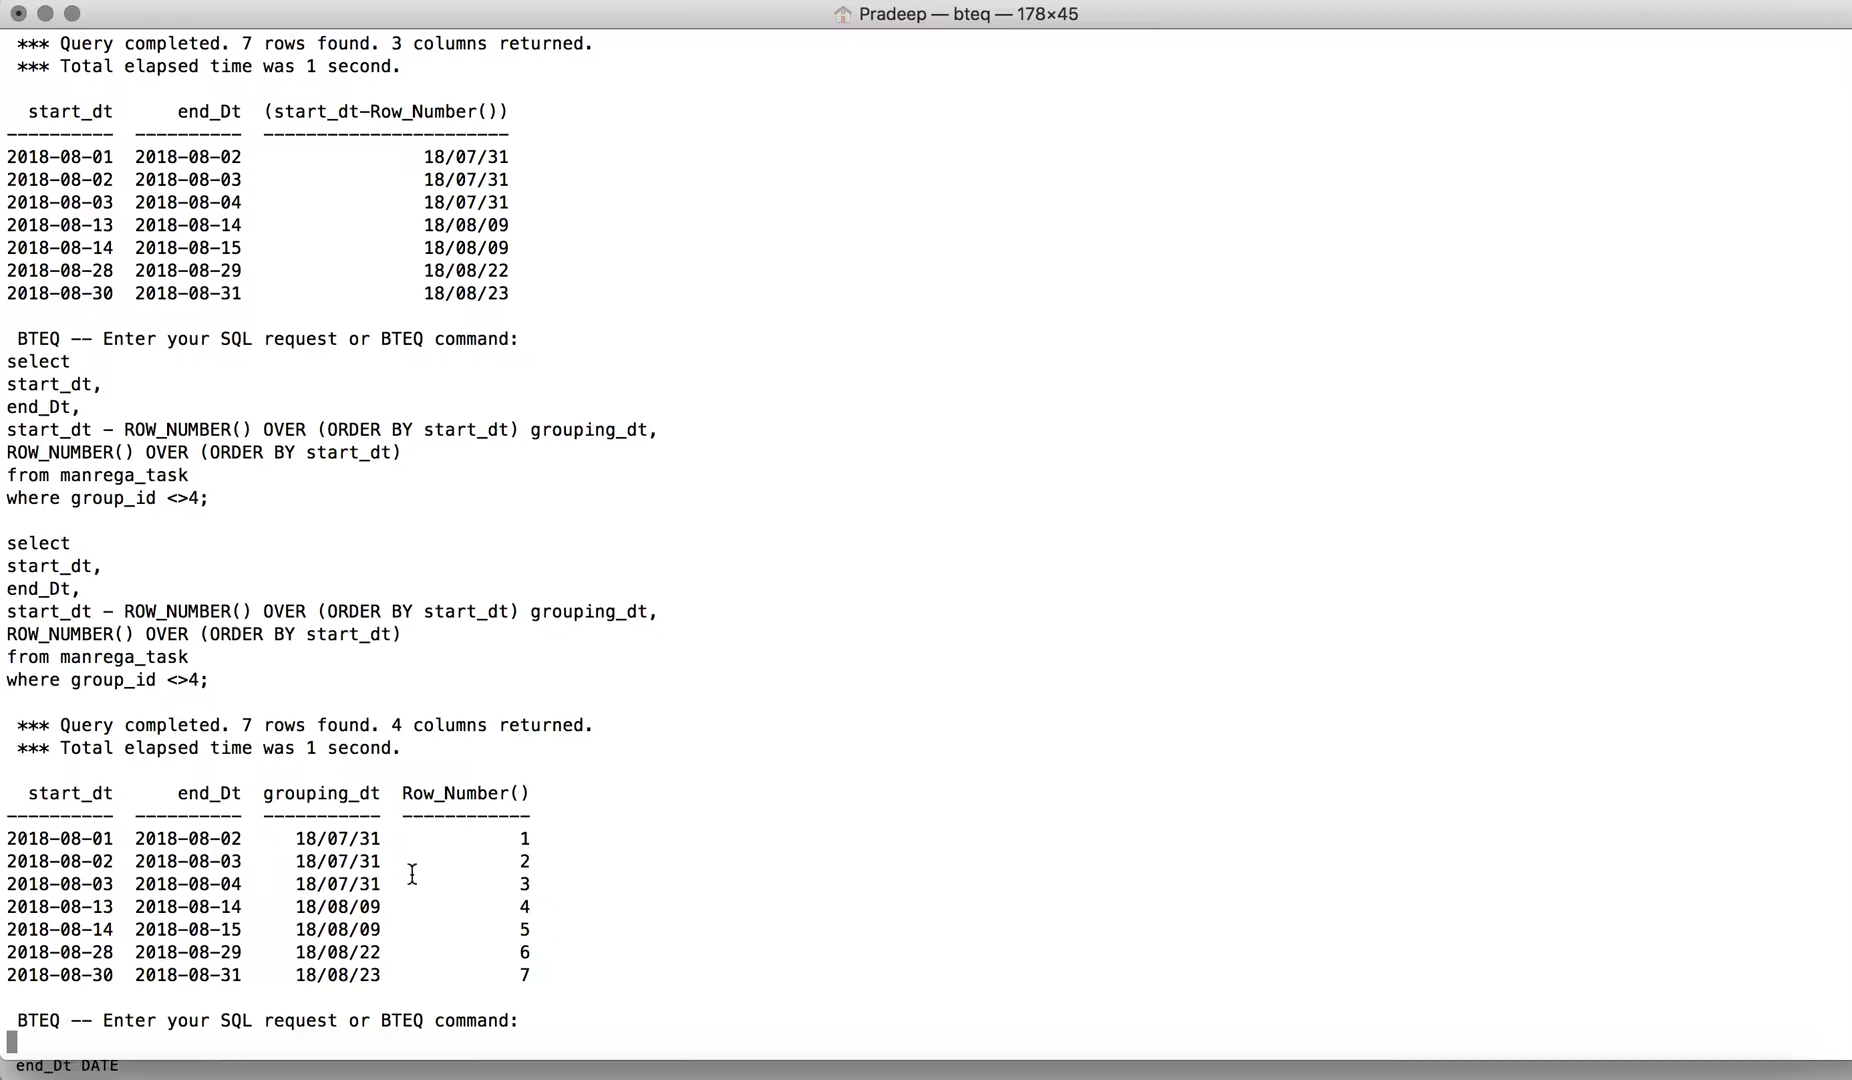 Pradeep — bteq — 178×45
*** Query completed. 7 rows found. 3 columns returned.
*** Total elapsed time was 1 second.
start_dt end_Dt (start_dt-Row_Number())
---------- ---------- -----------------------
2018-08-01 2018-08-02 18/07/31
2018-08-02 2018-08-03 18/07/31
2018-08-03 2018-08-04 18/07/31
2018-08-13 2018-08-14 18/08/09
2018-08-14 2018-08-15 18/08/09
2018-08-28 2018-08-29 18/08/22
2018-08-30 2018-08-31 18/08/23
BTEQ -- Enter your SQL request or BTEQ command:
select
start_dt,
end_Dt,
start_dt - ROW_NUMBER() OVER (ORDER BY start_dt) grouping_dt,
ROW_NUMBER() OVER (ORDER BY start_dt)
from manrega_task
where group_id <>4;
select
start_dt,
end_Dt,
start_dt - ROW_NUMBER() OVER (ORDER BY start_dt) grouping_dt,
ROW_NUMBER() OVER (ORDER BY start_dt)
from manrega_task
where group_id <>4;
*** Query completed. 7 rows found. 4 columns returned.
*** Total elapsed time was 1 second.
start_dt end_Dt grouping_dt Row_Number()
---------- ---------- ----------- ------------
2018-08-01 2018-08-02 18/07/31 1
2018-08-02 2018-08-03 18/07/31 2
2018-08-03 2018-08-04 18/07/31 3
2018-08-13 2018-08-14 18/08/09 4
2018-08-14 2018-08-15 18/08/09 5
2018-08-28 2018-08-29 18/08/22 6
2018-08-30 2018-08-31 18/08/23 7
BTEQ -- Enter your SQL request or BTEQ command:
end_Dt DATE